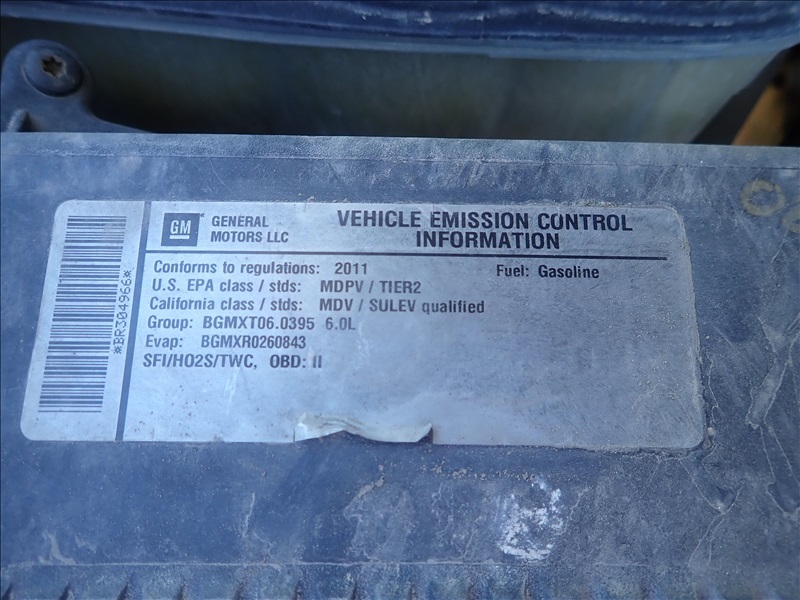 GM
GENERAL
MOTORS LLC
VEHICLE EMISSION CONTROL
INFORMATION
*BR304966*
Conforms to regulations: 2011 Fuel: Gasoline
U.S. EPA class / stds: MDPV / TIER2
California class / stds: MDV / SULEV qualified
Group: BGMXT06.0395 6.0L
Evap: BGMXR0260843
SFI/HO2S/TWC, OBD: II